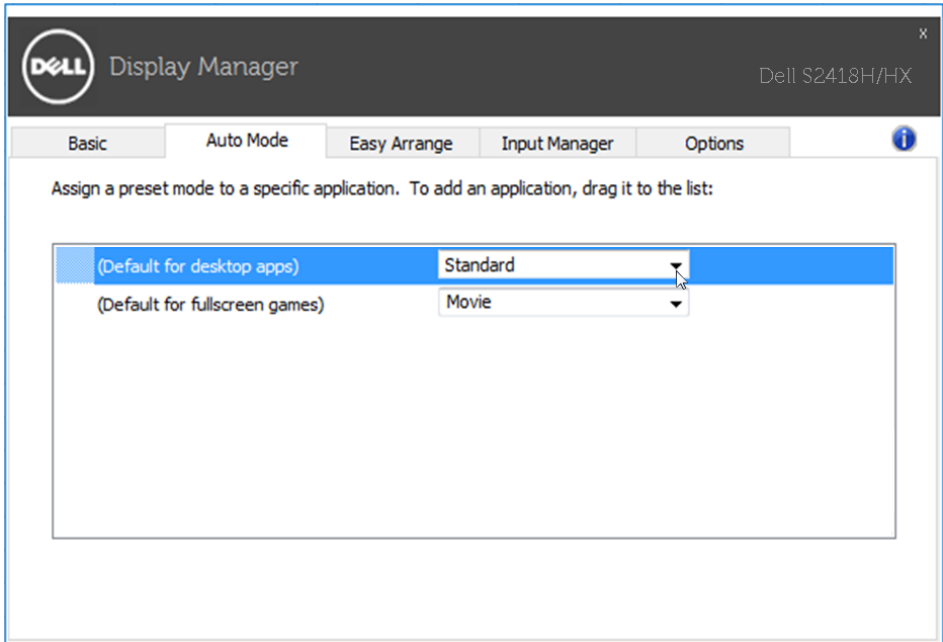 DELL Display Manager
x
Dell S2418H/HX
Basic Auto Mode Easy Arrange Input Manager Options
Assign a preset mode to a specific application. To add an application, drag it to the list:
(Default for desktop apps) Standard
(Default for fullscreen games) Movie